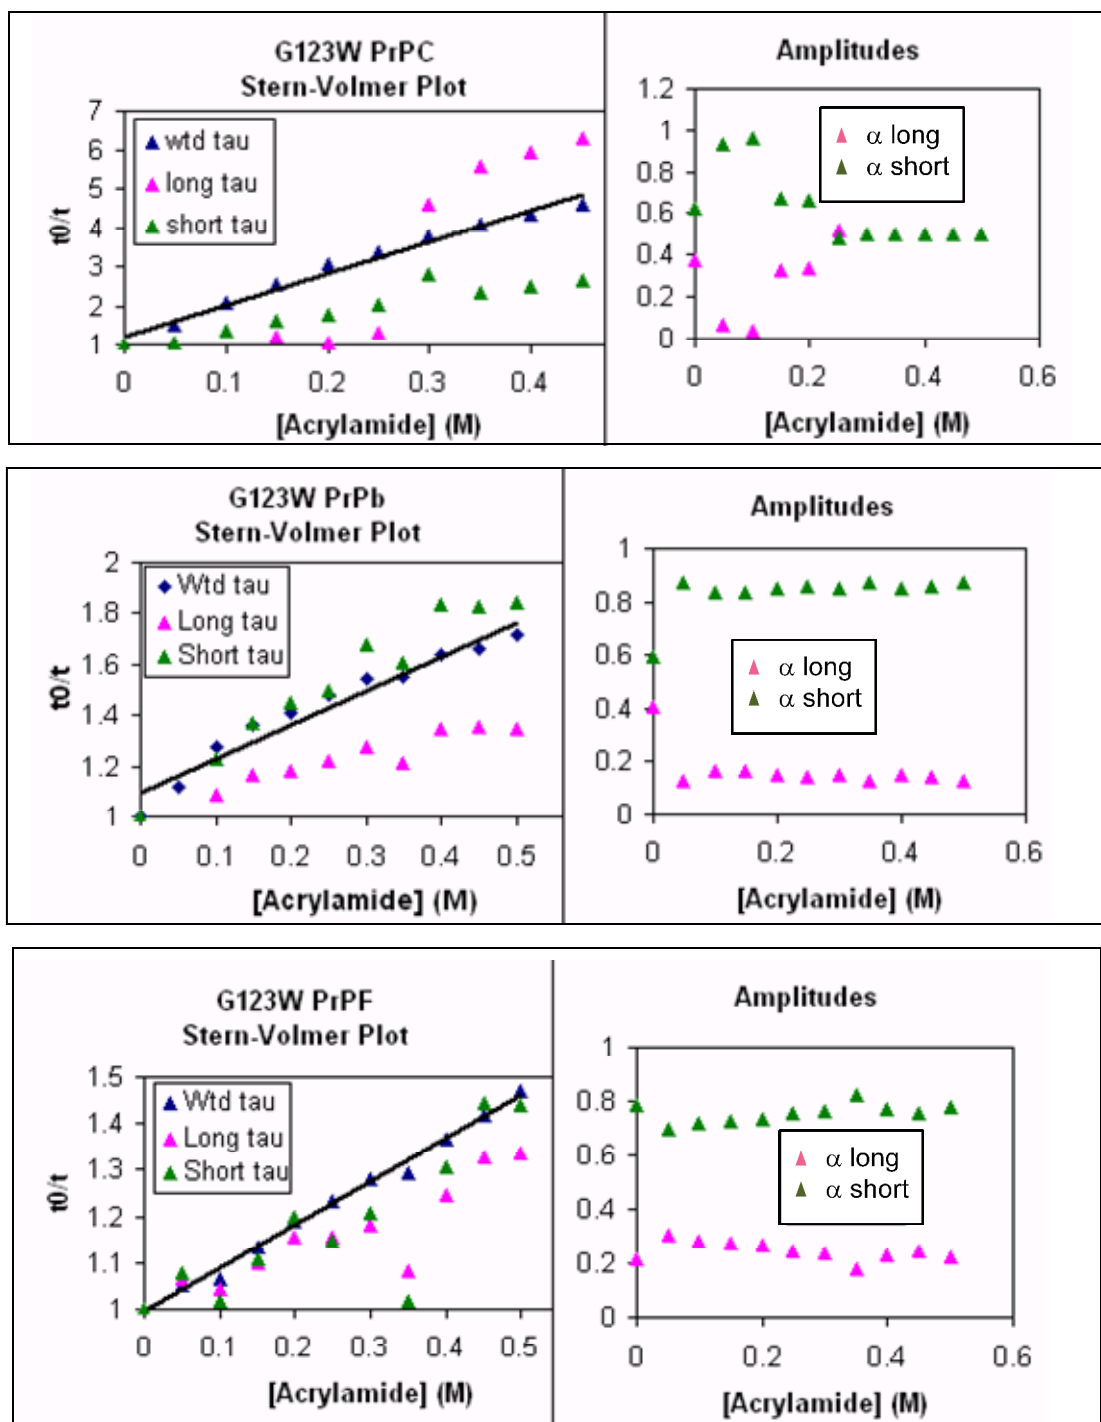 G123W PrPC
Stern-Volmer Plot
7
6
5
4
3
2
1
t0/t
wtd tau
long tau
short tau
0 0.1 0.2 0.3 0.4
[Acrylamide] (M)
Amplitudes
1.2
1
0.8
0.6
0.4
0.2
0
α long
α short
0 0.2 0.4 0.6
[Acrylamide] (M)
G123W PrPb
Stern-Volmer Plot
2
1.8
1.6
1.4
1.2
1
t0/t
Wtd tau
Long tau
Short tau
0 0.1 0.2 0.3 0.4 0.5
[Acrylamide] (M)
Amplitudes
1
0.8
0.6
0.4
0.2
0
α long
α short
0 0.2 0.4 0.6
[Acrylamide] (M)
G123W PrPF
Stern-Volmer Plot
1.5
1.4
1.3
1.2
1.1
1
t0/t
Wtd tau
Long tau
Short tau
0 0.1 0.2 0.3 0.4 0.5
[Acrylamide] (M)
Amplitudes
1
0.8
0.6
0.4
0.2
0
α long
α short
0 0.2 0.4 0.6
[Acrylamide] (M)